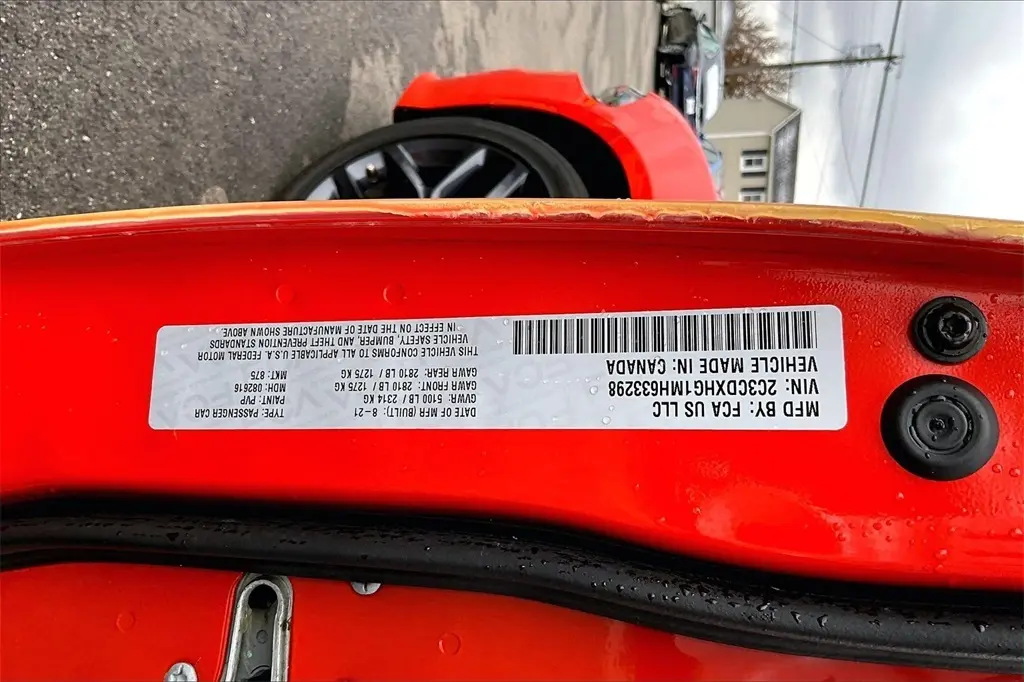 MFD BY: FCA US LLC
VIN: 2C3CDXHG1MH633298
VEHICLE MADE IN: CANADA
DATE OF MFR (BUILT): 8-21
GVWR: 5100 LB / 2314 KG
GAWR FRONT: 2810 LB / 1275 KG
GAWR REAR: 2810 LB / 1275 KG
TYPE: PASSENGER CAR
PAINT: PVP
MDH: 082616
MKT: 875
THIS VEHICLE CONFORMS TO ALL APPLICABLE U.S.A. FEDERAL MOTOR
VEHICLE SAFETY, BUMPER, AND THEFT PREVENTION STANDARDS
IN EFFECT ON THE DATE OF MANUFACTURE SHOWN ABOVE.